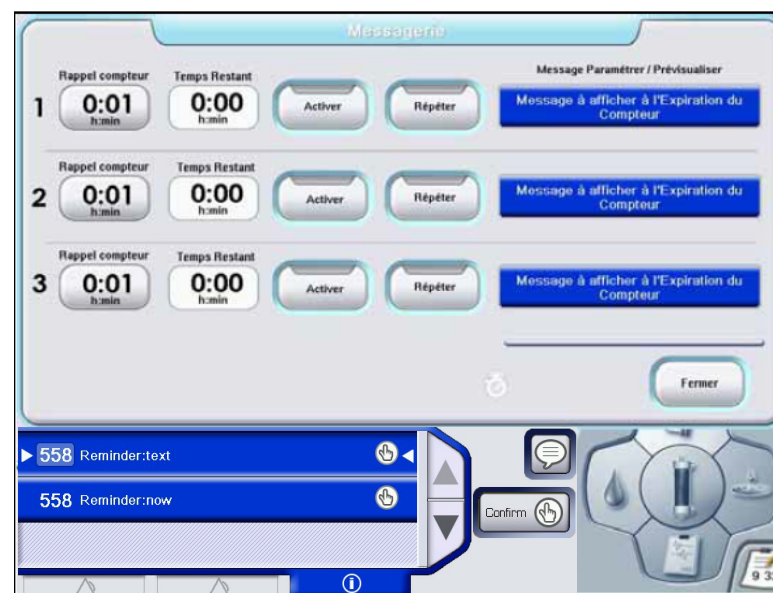 Messagerie
Rappel compteur Temps Restant Message Paramétrer / Prévisualiser
1 0:01 h:min 0:00 h:min Activer Répéter Message à afficher à l'Expiration du
Compteur
Rappel compteur Temps Restant
2 0:01 h:min 0:00 h:min Activer Répéter Message à afficher à l'Expiration du
Compteur
Rappel compteur Temps Restant
3 0:01 h:min 0:00 h:min Activer Répéter Message à afficher à l'Expiration du
Compteur
Fermer
558 Reminder:text
558 Reminder:now
Confirm